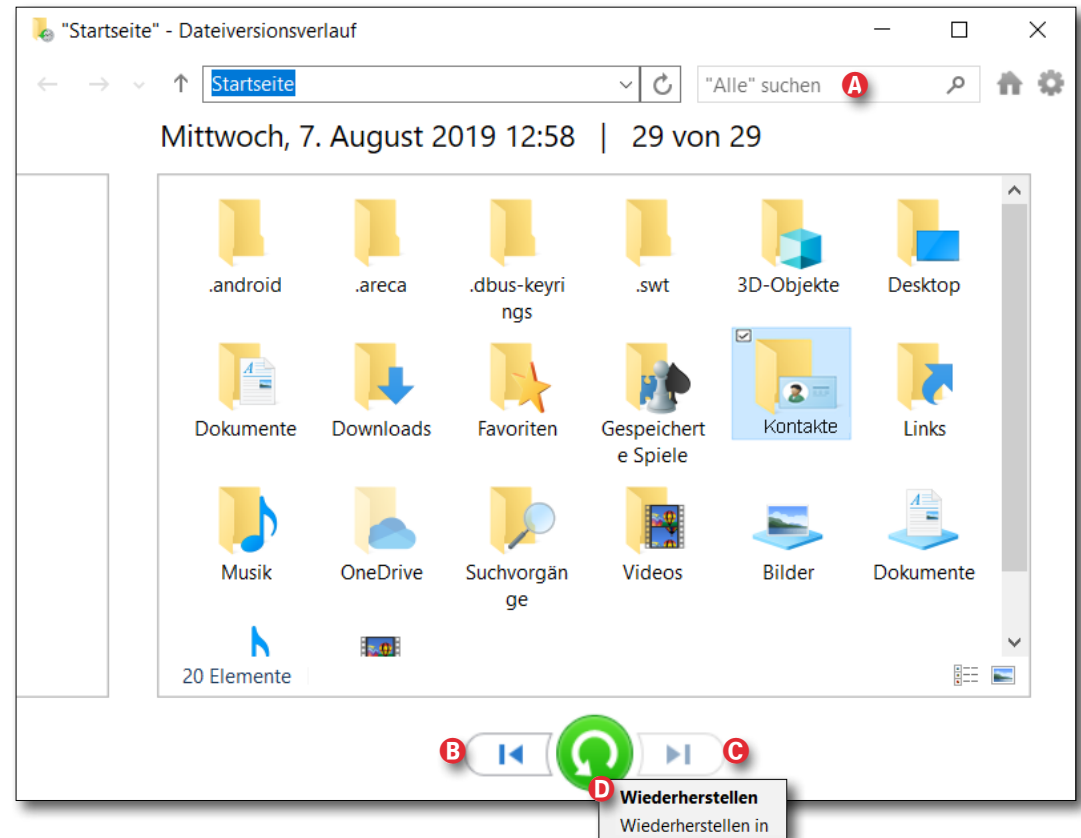 "Startseite" - Dateiversionsverlauf
Startseite
"Alle" suchen A
Mittwoch, 7. August 2019 12:58 | 29 von 29
.android .areca .dbus-keyri .swt 3D-Objekte Desktop
ngs
Dokumente Downloads Favoriten Gespeichert Kontakte Links
e Spiele
Musik OneDrive Suchvorgän Videos Bilder Dokumente
ge
20 Elemente
B C
D Wiederherstellen
Wiederherstellen in